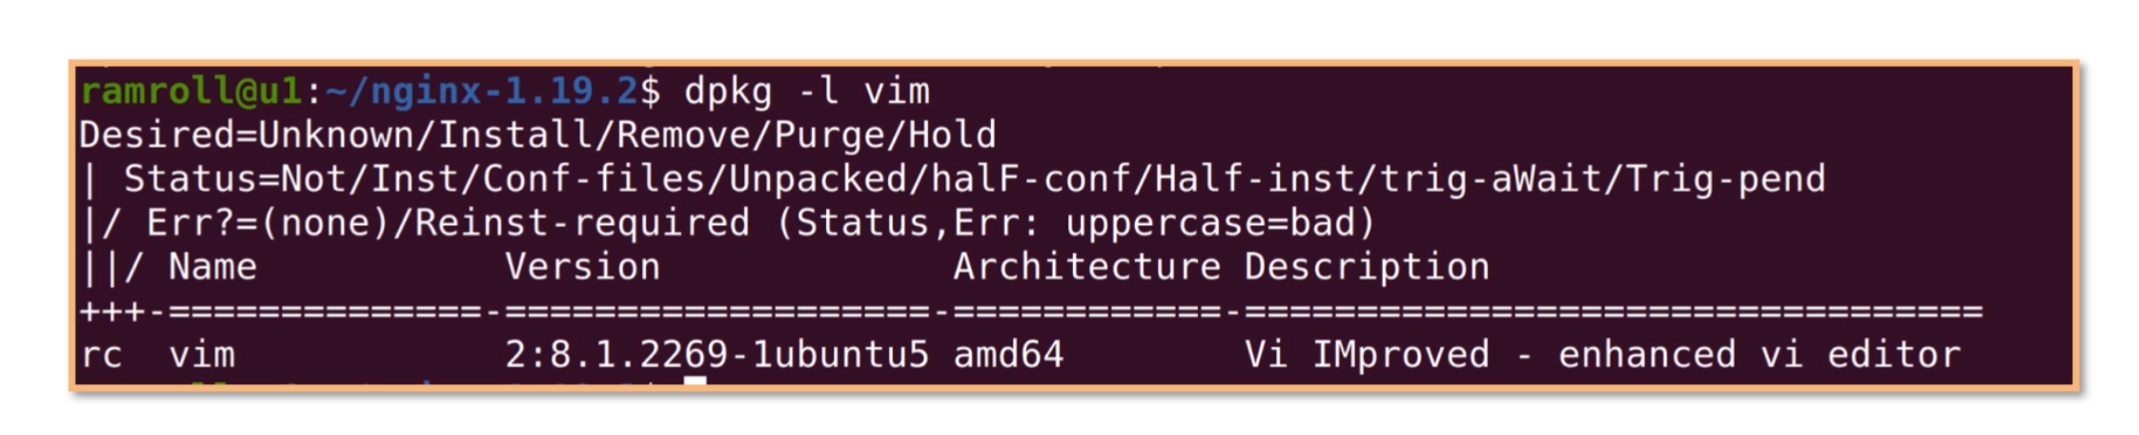 ramroll@u1:~/nginx-1.19.2$ dpkg -l vim
Desired=Unknown/Install/Remove/Purge/Hold
| Status=Not/Inst/Conf-files/Unpacked/halF-conf/Half-inst/trig-aWait/Trig-pend
|/ Err?=(none)/Reinst-required (Status,Err: uppercase=bad)
||/ Name           Version            Architecture Description
+++-==============-===================-============-=================================
rc  vim            2:8.1.2269-1ubuntu5 amd64        Vi IMproved - enhanced vi editor